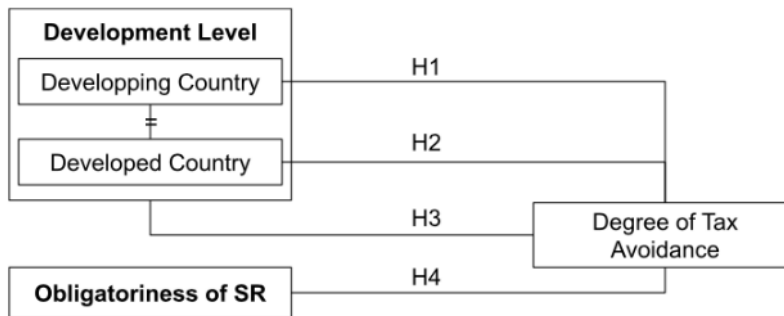 Development Level
Developping Country
H1
≠
Developed Country
H2
H3
Degree of Tax
Avoidance
Obligatoriness of SR
H4